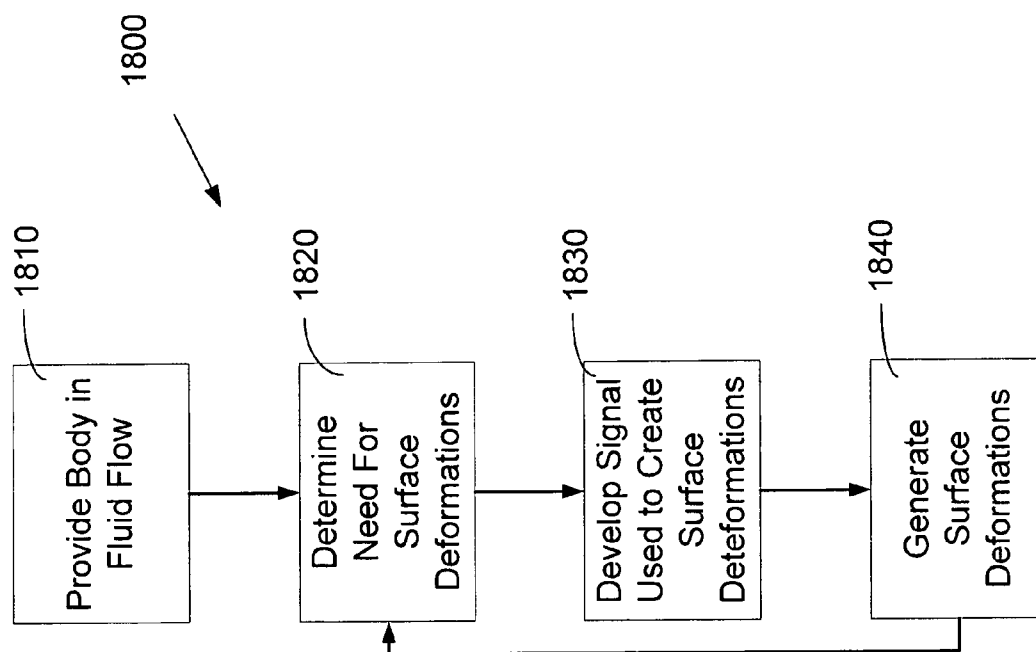 1800
1810
Provide Body in
Fluid Flow
1820
Determine
Need For
Surface
Deformations
1830
Develop Signal
Used to Create
Surface
Deteformations
1840
Generate
Surface
Deformations